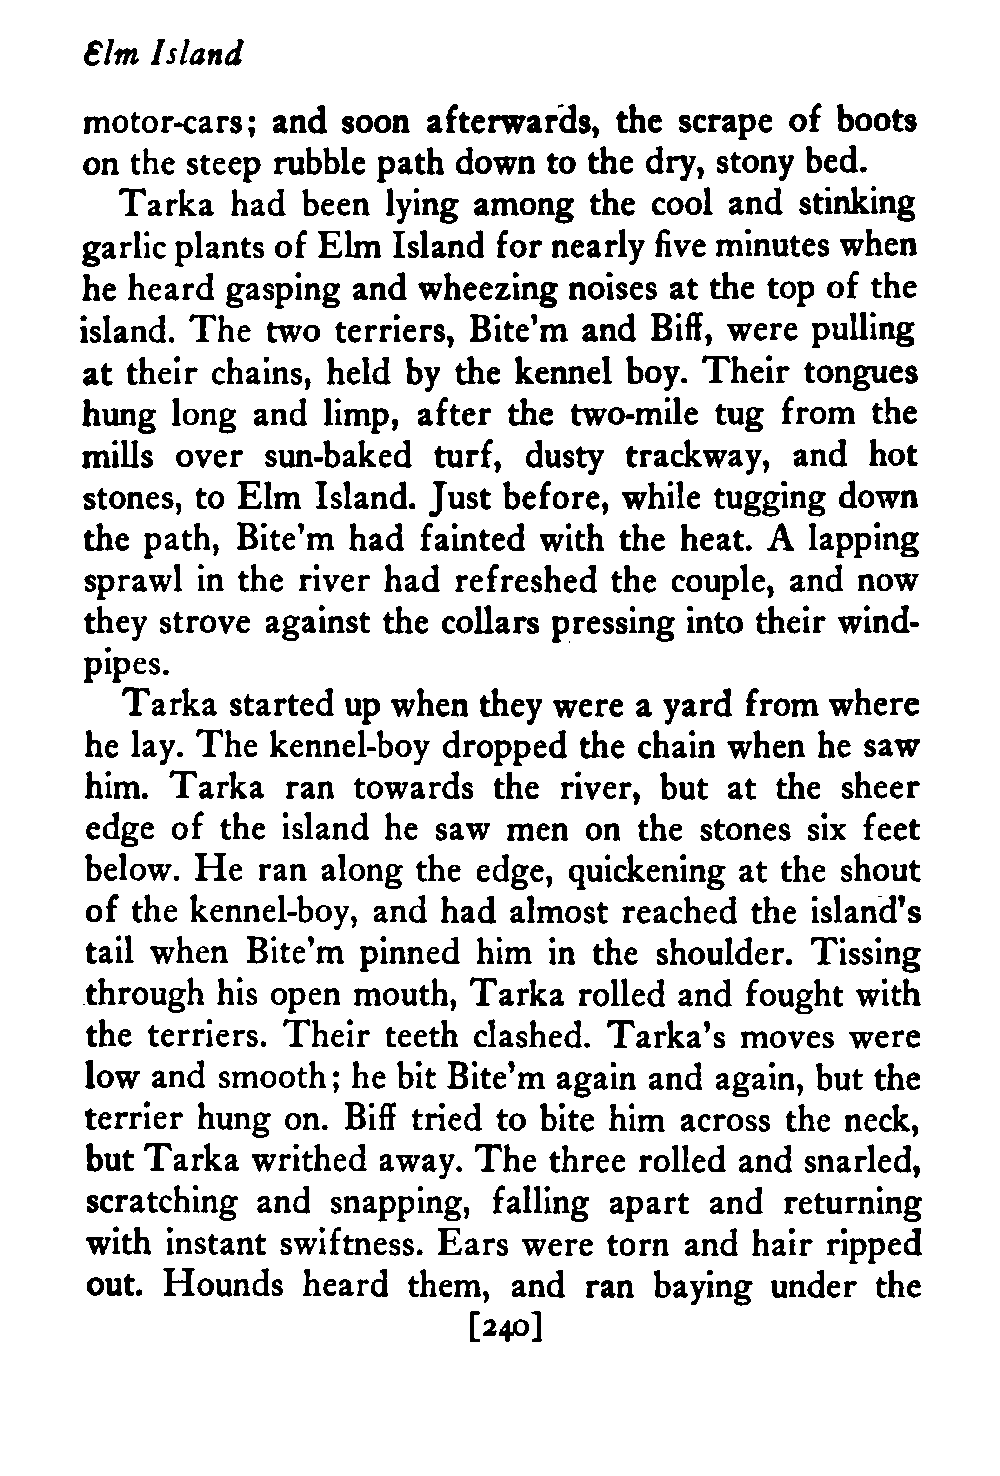 Elm Island
motor-cars; and soon afterwards, the scrape of boots
on the steep rubble path down to the dry, stony bed.
Tarka had been lying among the cool and stinking
garlic plants of Elm Island for nearly five minutes when
he heard gasping and wheezing noises at the top of the
island. The two terriers, Bite'm and Biff, were pulling
at their chains, held by the kennel boy. Their tongues
hung long and limp, after the two-mile tug from the
mills over sun-baked turf, dusty trackway, and hot
stones, to Elm Island. Just before, while tugging down
the path, Bite'm had fainted with the heat. A lapping
sprawl in the river had refreshed the couple, and now
they strove against the collars pressing into their wind-
pipes.
Tarka started up when they were a yard from where
he lay. The kennel-boy dropped the chain when he saw
him. Tarka ran towards the river, but at the sheer
edge of the island he saw men on the stones six feet
below. He ran along the edge, quickening at the shout
of the kennel-boy, and had almost reached the island's
tail when Bite'm pinned him in the shoulder. Tissing
through his open mouth, Tarka rolled and fought with
the terriers. Their teeth clashed. Tarka's moves were
low and smooth; he bit Bite'm again and again, but the
terrier hung on. Biff tried to bite him across the neck,
but Tarka writhed away. The three rolled and snarled,
scratching and snapping, falling apart and returning
with instant swiftness. Ears were torn and hair ripped
out. Hounds heard them, and ran baying under the
[240]